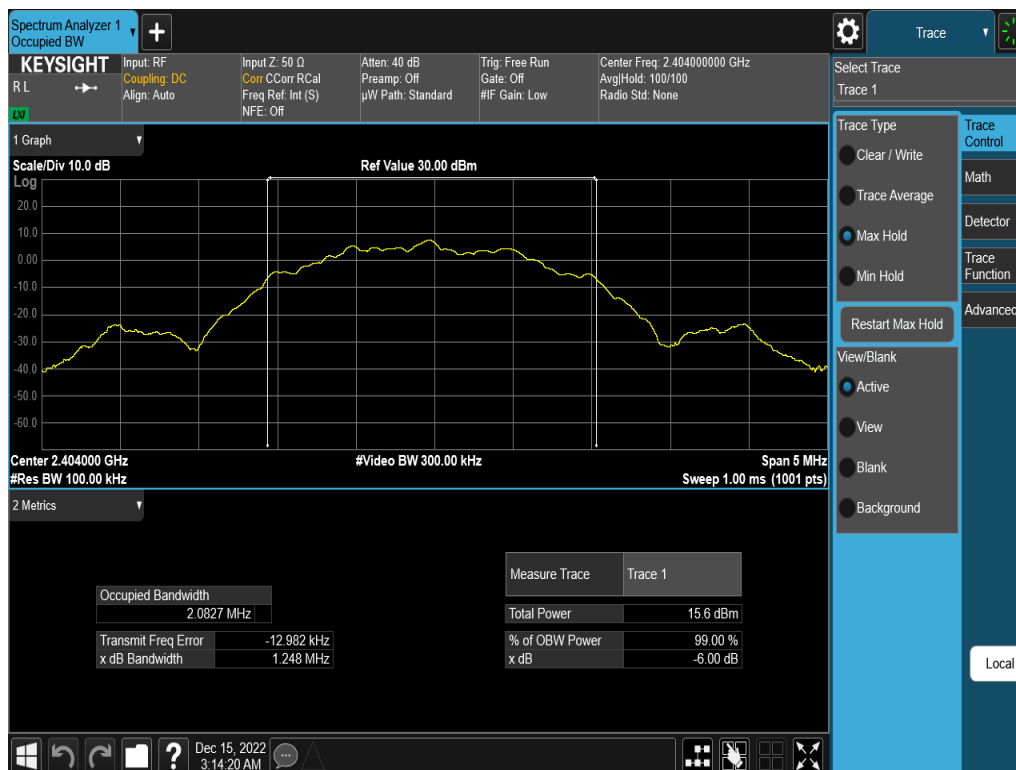 Spectrum Analyzer 1
Occupied BW
+
Trace
KEYSIGHT
R L
LXI
Input: RF
Coupling: DC
Align: Auto
Input Z: 50 Ω
Corr CCorr RCal
Freq Ref: Int (S)
NFE: Off
Atten: 40 dB
Preamp: Off
µW Path: Standard
Trig: Free Run
Gate: Off
#IF Gain: Low
Center Freq: 2.404000000 GHz
Avg|Hold: 100/100
Radio Std: None
Select Trace
Trace 1
1 Graph
Scale/Div 10.0 dB
Ref Value 30.00 dBm
Log
20.0
10.0
0.00
-10.0
-20.0
-30.0
-40.0
-50.0
-60.0
Center 2.404000 GHz
#Video BW 300.00 kHz
Span 5 MHz
#Res BW 100.00 kHz
Sweep 1.00 ms (1001 pts)
Trace Type
Clear / Write
Trace Average
Max Hold
Min Hold
Restart Max Hold
View/Blank
Active
View
Blank
Background
Trace
Control
Math
Detector
Trace
Function
Advanced
Local
2 Metrics
Occupied Bandwidth
2.0827 MHz
Transmit Freq Error -12.982 kHz
x dB Bandwidth 1.248 MHz
Measure Trace Trace 1
Total Power 15.6 dBm
% of OBW Power 99.00 %
x dB -6.00 dB
?
Dec 15, 2022
3:14:20 AM